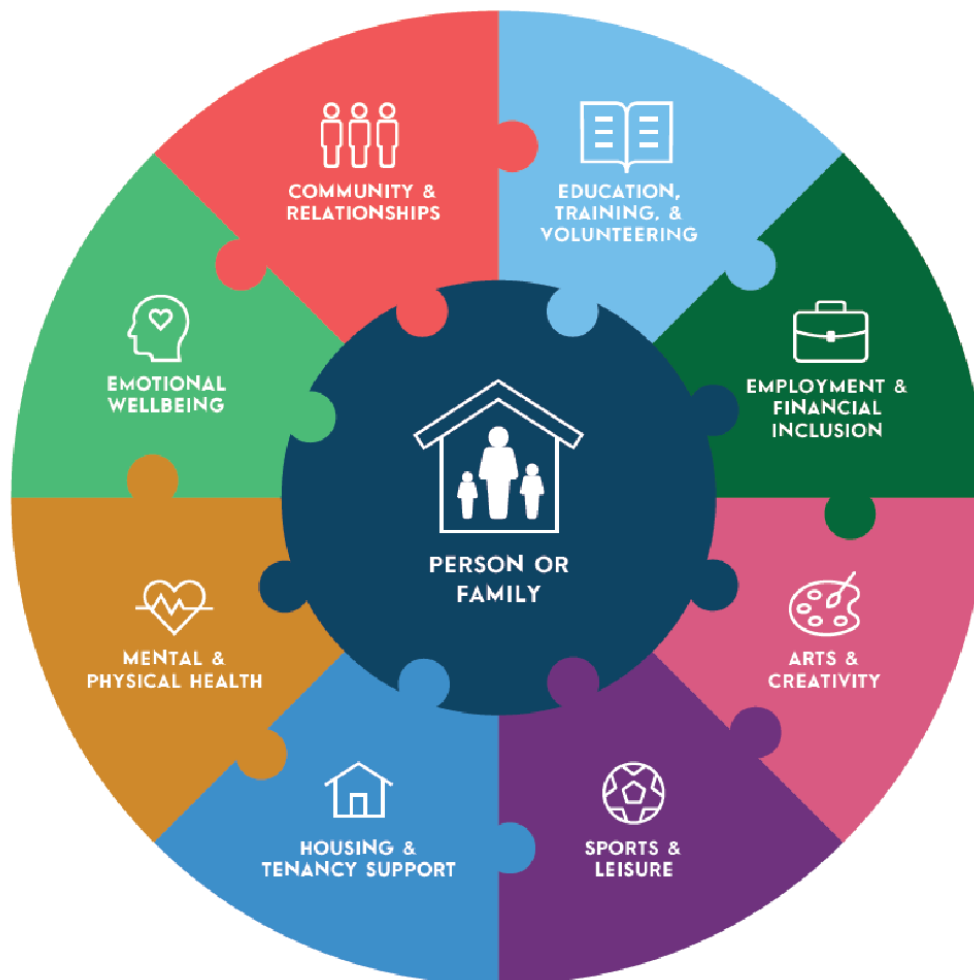 COMMUNITY &
RELATIONSHIPS
EDUCATION,
TRAINING, &
VOLUNTEERING
EMOTIONAL
WELLBEING
EMPLOYMENT &
FINANCIAL
INCLUSION
PERSON OR
FAMILY
MENTAL &
PHYSICAL HEALTH
ARTS &
CREATIVITY
HOUSING &
TENANCY SUPPORT
SPORTS &
LEISURE